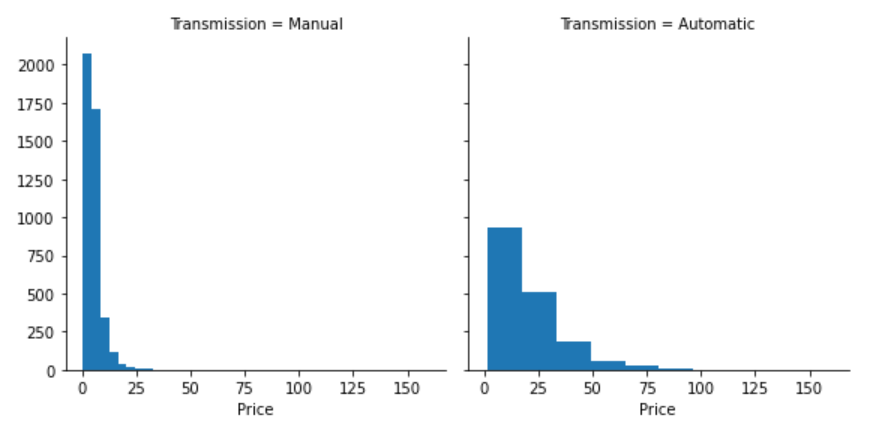 Transmission = Manual
Transmission = Automatic
2000
1750
1500
1250
1000
750
500
250
0
0 25 50 75 100 125 150
0 25 50 75 100 125 150
Price
Price